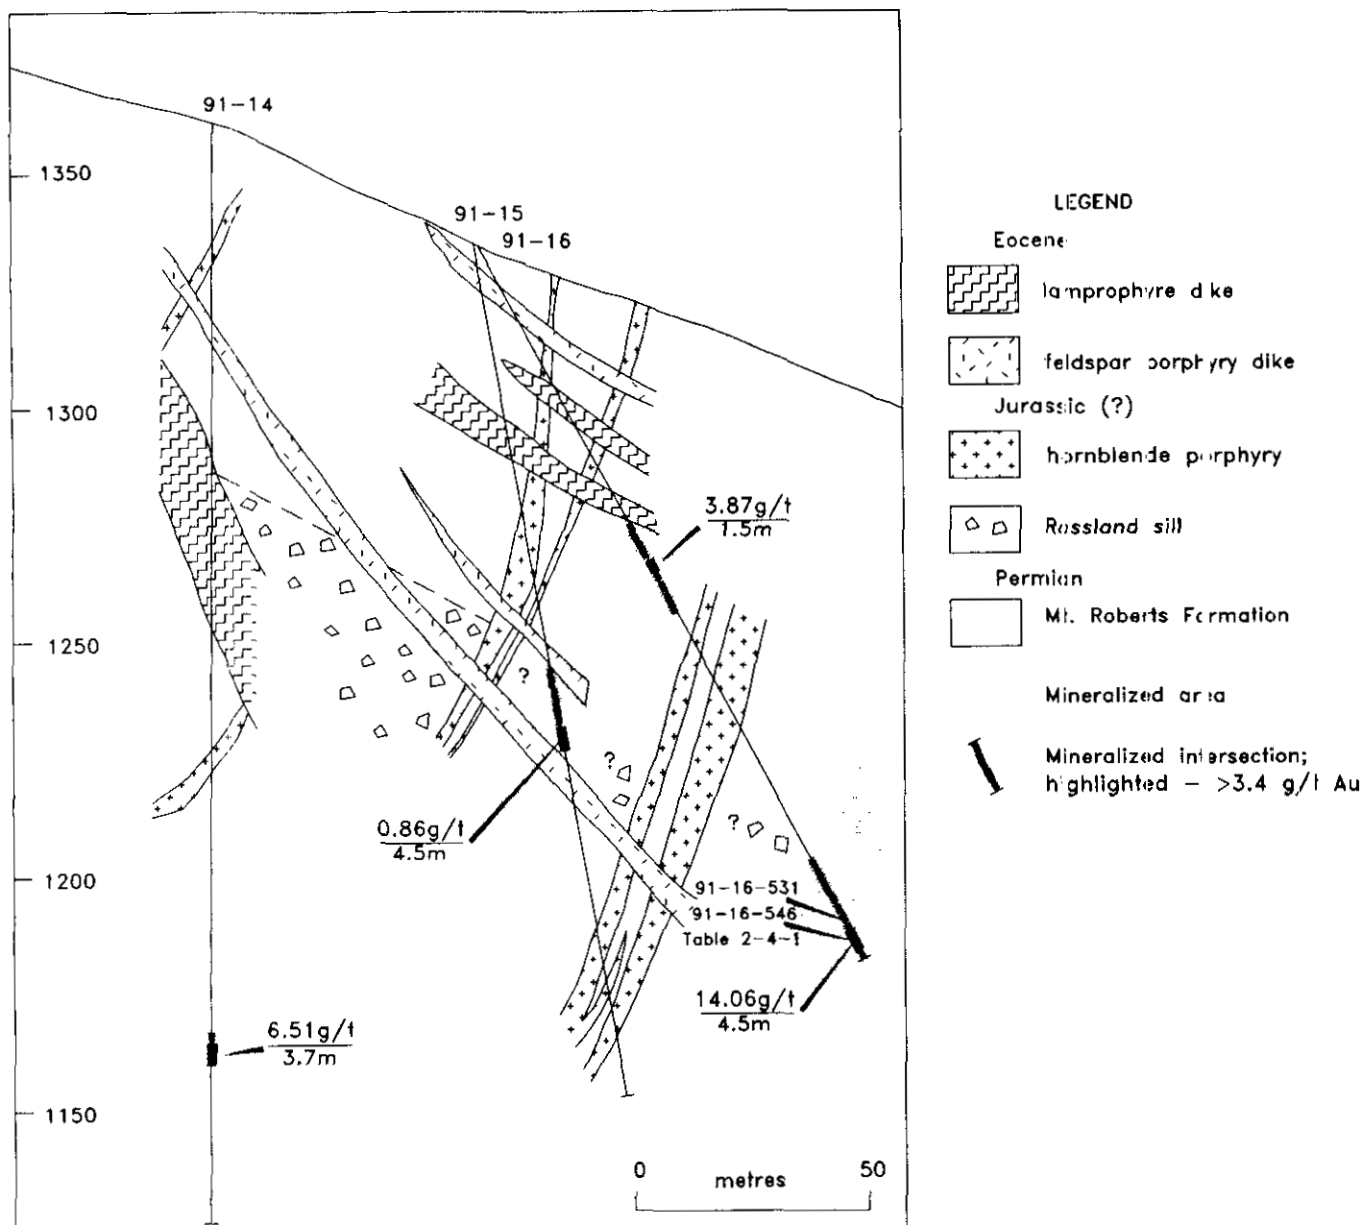 91-14
91-15
91-16
1350
1300
1250
1200
1150
3.87g/t
1.5m
?
?
?
0.86g/t
4.5m
91-16-531
91-16-546
Table 2-4-1
14.06g/t
4.5m
6.51g/t
3.7m
0 50
metres
LEGEND
Eocene
lamprophyre dike
feldspar porphyry dike
Jurassic (?)
hornblende porphyry
Rossland sill
Permian
Mt. Roberts Formation
Mineralized area
Mineralized intersection;
highlighted - >3.4 g/t Au